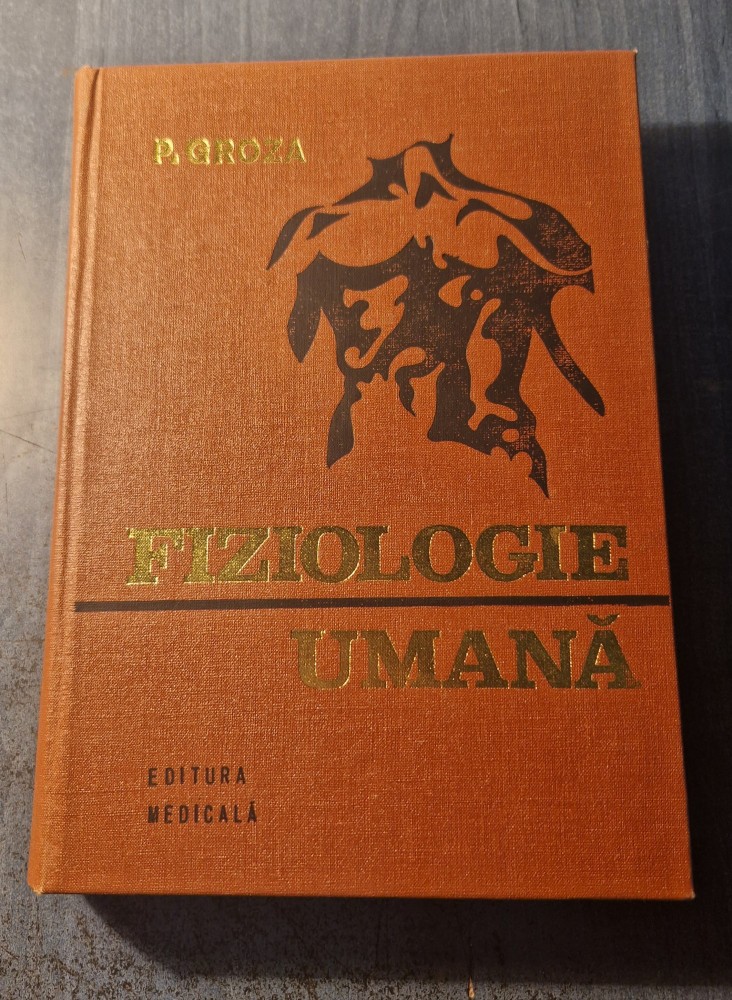 P. GROZA
FIZIOLOGIE
UMANĂ
EDITURA
MEDICALĂ